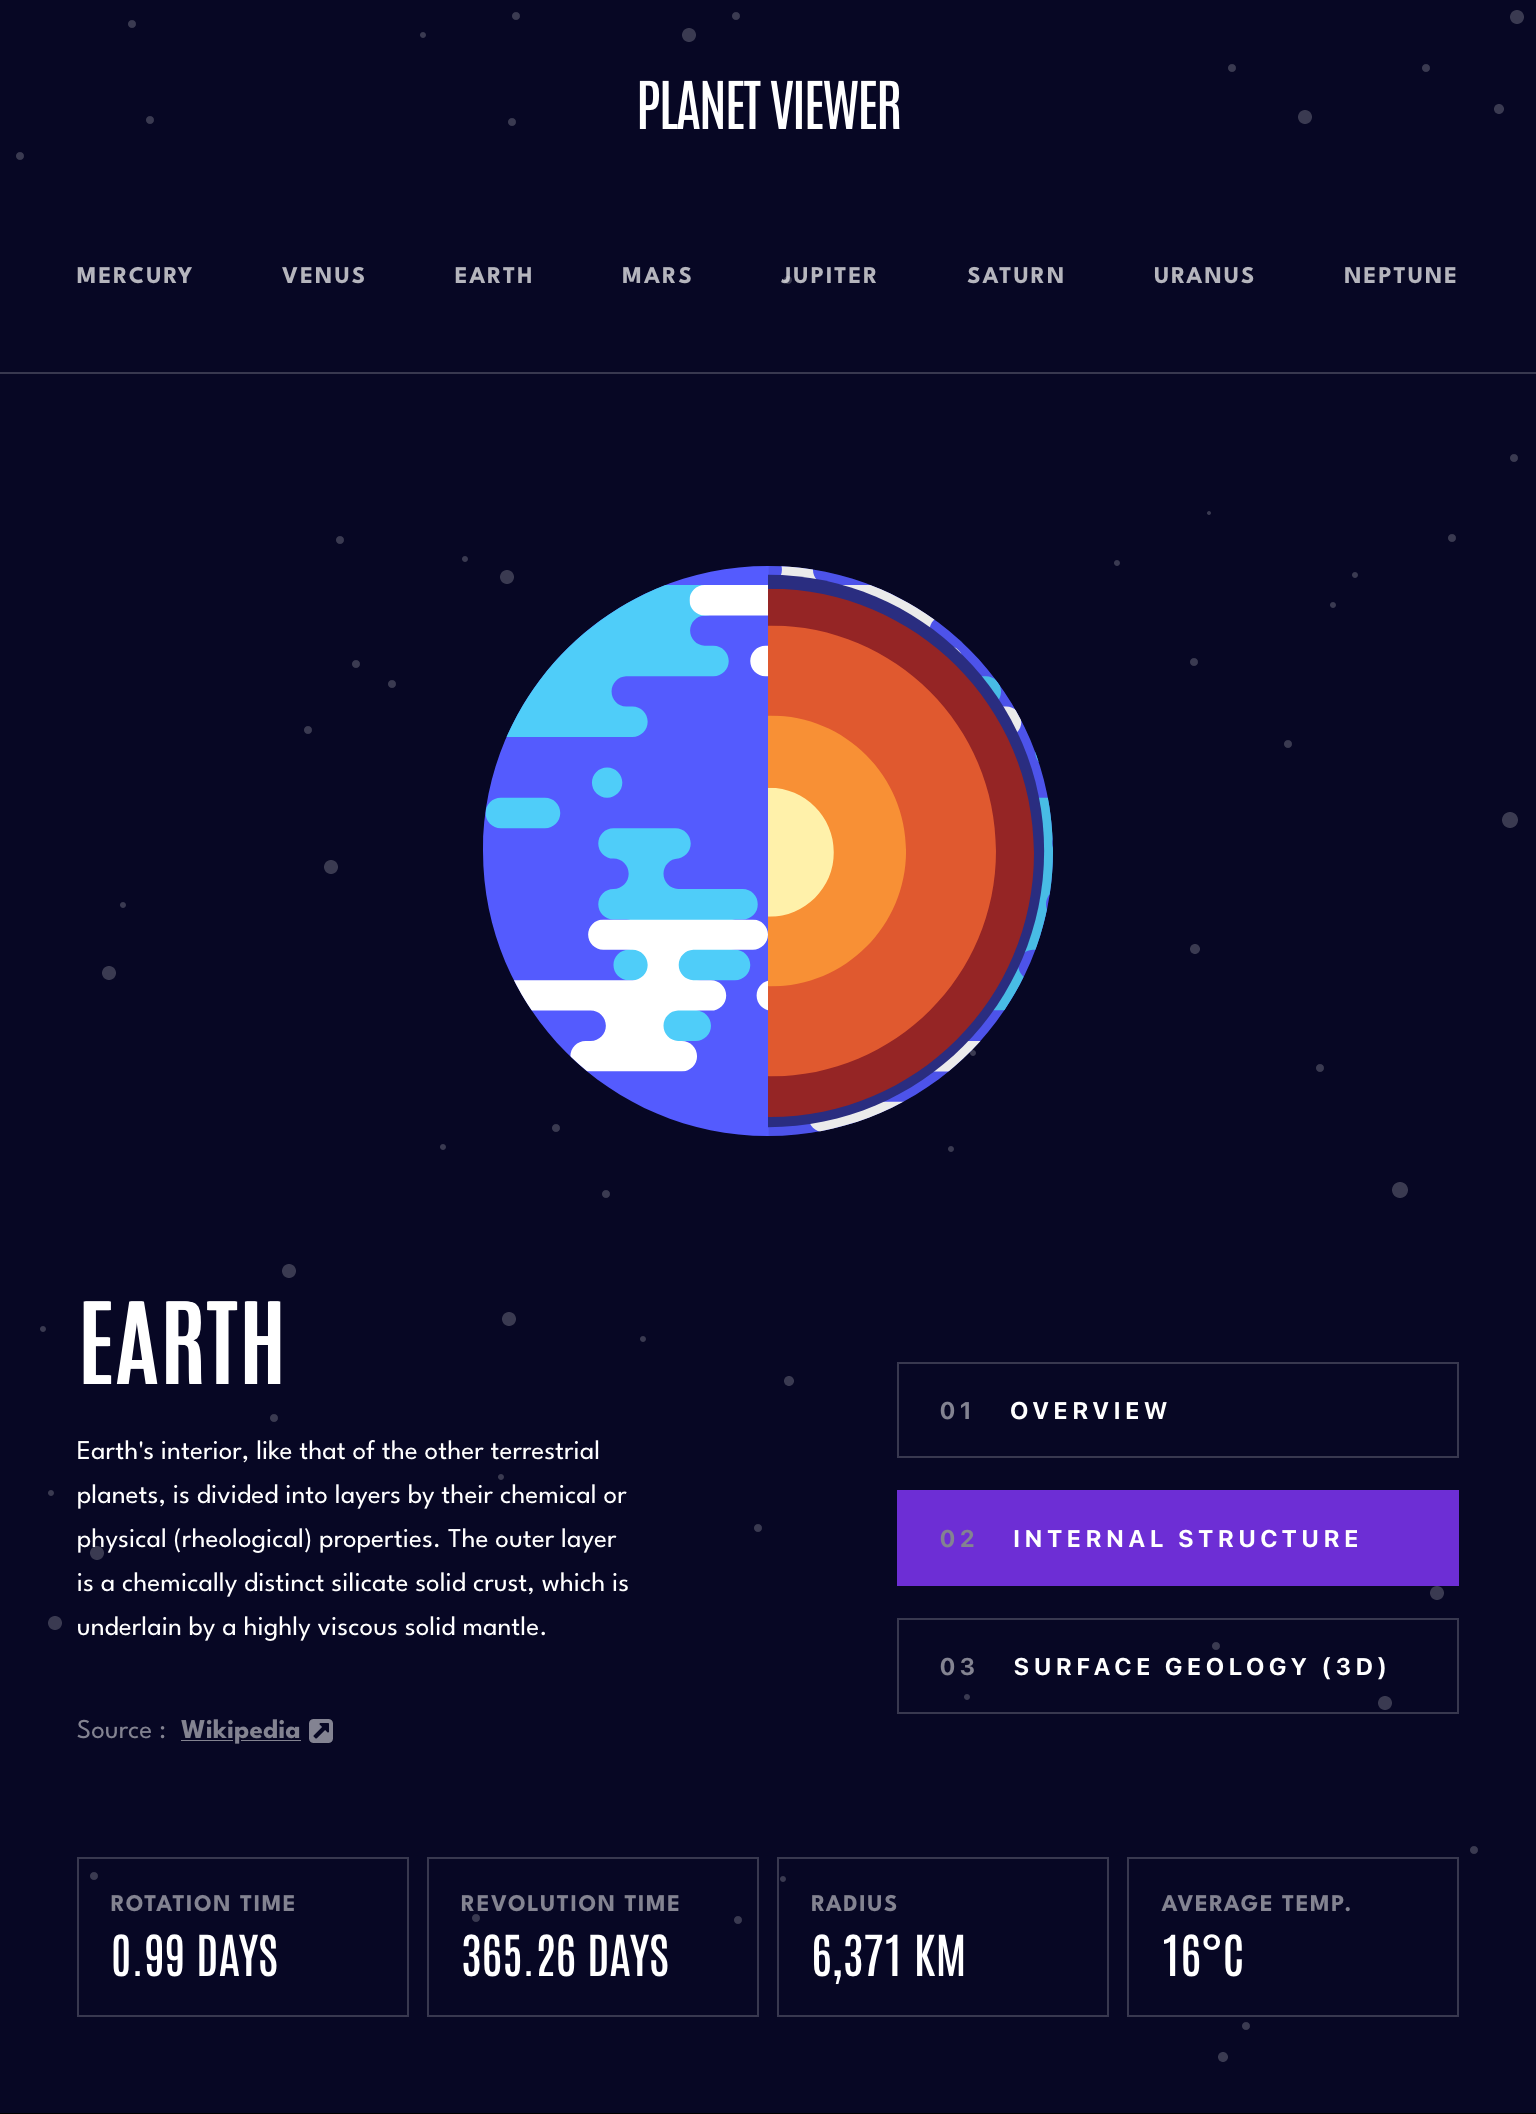 PLANET VIEWER
MERCURY VENUS EARTH MARS JUPITER SATURN URANUS NEPTUNE
EARTH
Earth's interior, like that of the other terrestrial
planets, is divided into layers by their chemical or
physical (rheological) properties. The outer layer
is a chemically distinct silicate solid crust, which is
underlain by a highly viscous solid mantle.
Source : Wikipedia
01 OVERVIEW
02 INTERNAL STRUCTURE
03 SURFACE GEOLOGY (3D)
ROTATION TIME
0.99 DAYS
REVOLUTION TIME
365.26 DAYS
RADIUS
6,371 KM
AVERAGE TEMP.
16°C